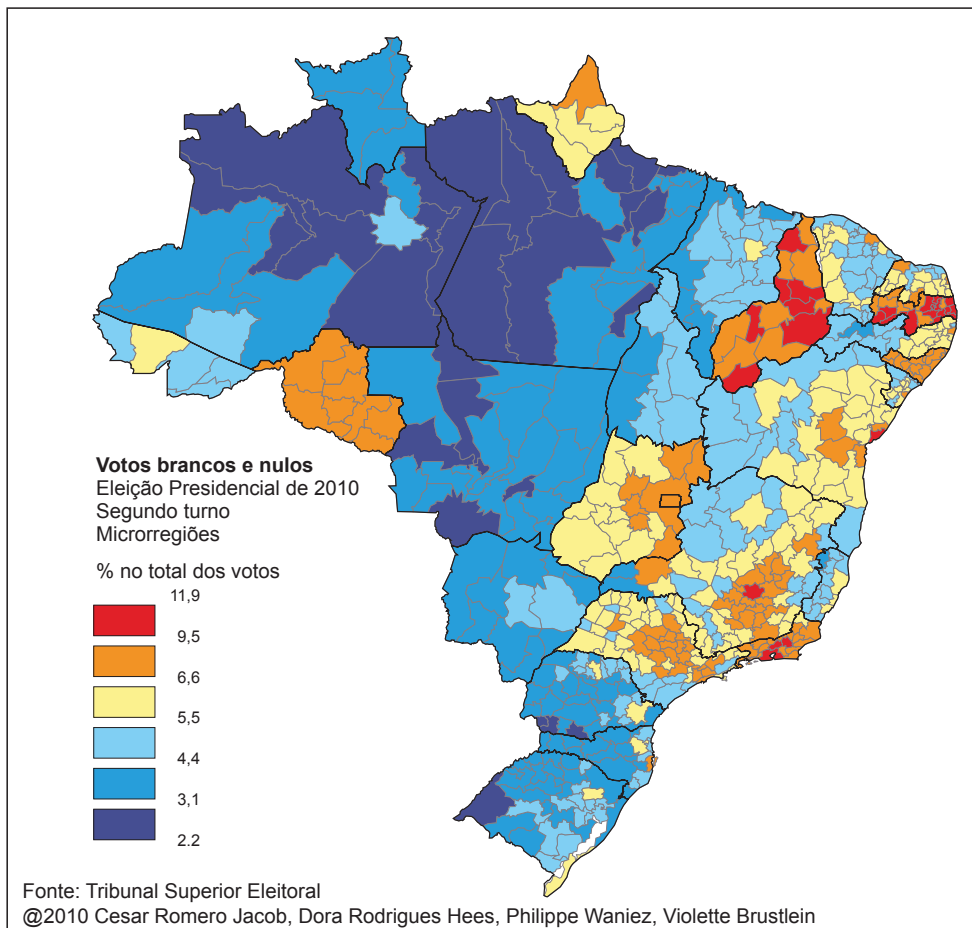 Votos brancos e nulos
Eleição Presidencial de 2010
Segundo turno
Microrregiões
% no total dos votos
11,9
9,5
6,6
5,5
4,4
3,1
2.2
Fonte: Tribunal Superior Eleitoral
@2010 Cesar Romero Jacob, Dora Rodrigues Hees, Philippe Waniez, Violette Brustlein